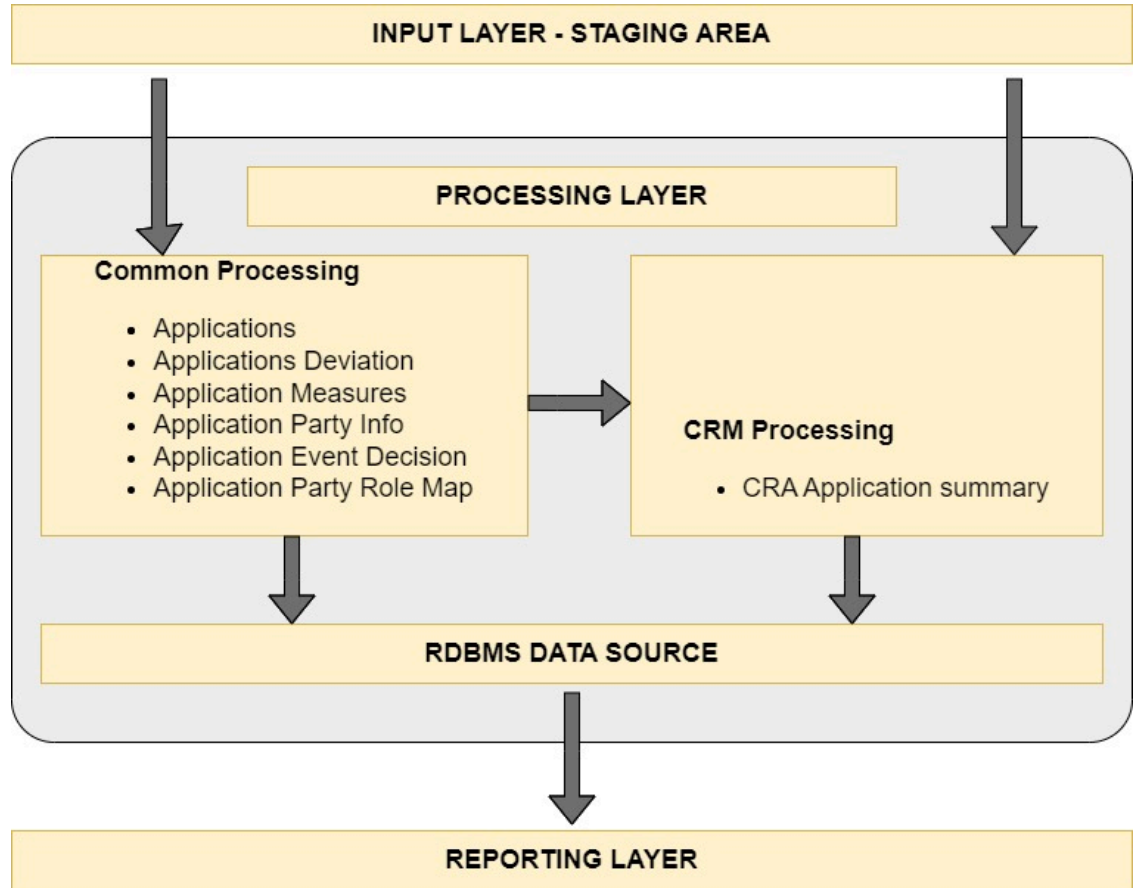 INPUT LAYER - STAGING AREA
PROCESSING LAYER
Common Processing
• Applications
• Applications Deviation
• Application Measures
• Application Party Info
• Application Event Decision
• Application Party Role Map
CRM Processing
• CRA Application summary
RDBMS DATA SOURCE
REPORTING LAYER